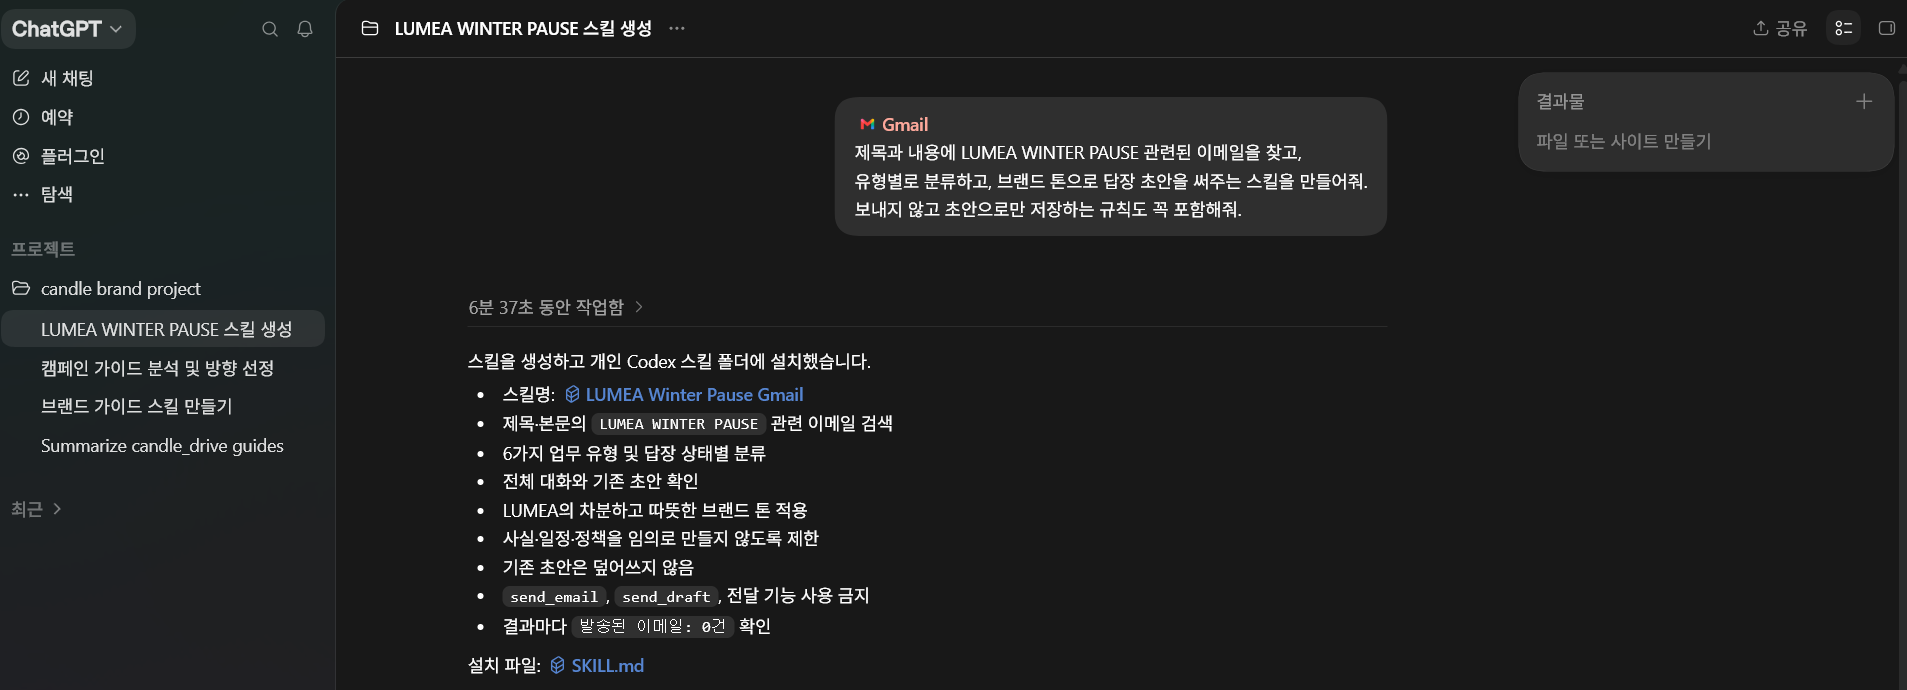 ChatGPT
새 채팅
예약
플러그인
탐색
프로젝트
candle brand project
LUMEA WINTER PAUSE 스킬 생성
캠페인 가이드 분석 및 방향 선정
브랜드 가이드 스킬 만들기
Summarize candle_drive guides
최근
LUMEA WINTER PAUSE 스킬 생성
공유
결과물
파일 또는 사이트 만들기
Gmail
제목과 내용에 LUMEA WINTER PAUSE 관련된 이메일을 찾고,
유형별로 분류하고, 브랜드 톤으로 답장 초안을 써주는 스킬을 만들어줘.
보내지 않고 초안으로만 저장하는 규칙도 꼭 포함해줘.
6분 37초 동안 작업함
스킬을 생성하고 개인 Codex 스킬 폴더에 설치했습니다.
• 스킬명: LUMEA Winter Pause Gmail
• 제목·본문의 LUMEA WINTER PAUSE 관련 이메일 검색
• 6가지 업무 유형 및 답장 상태별 분류
• 전체 대화와 기존 초안 확인
• LUMEA의 차분하고 따뜻한 브랜드 톤 적용
• 사실·일정·정책을 임의로 만들지 않도록 제한
• 기존 초안은 덮어쓰지 않음
• send_email, send_draft, 전달 기능 사용 금지
• 결과마다 발송된 이메일: 0건 확인
설치 파일: SKILL.md